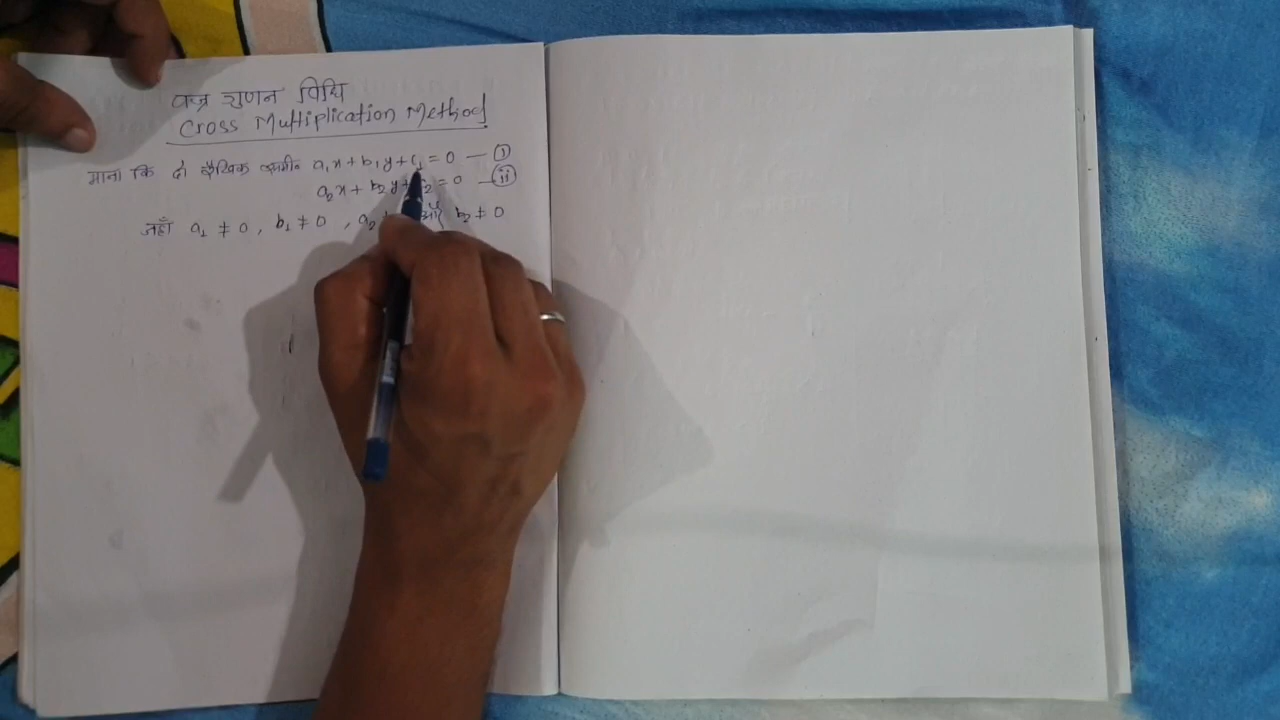 वज्र गुणन विधि
Cross Multiplication Method
माना कि दो रैखिक समी० a₁x + b₁y + c₁ = 0 — (i)
a₂x + b₂y + c₂ = 0 — (ii)
जहाँ a₁ ≠ 0, b₁ ≠ 0, a₂ और b₂ ≠ 0